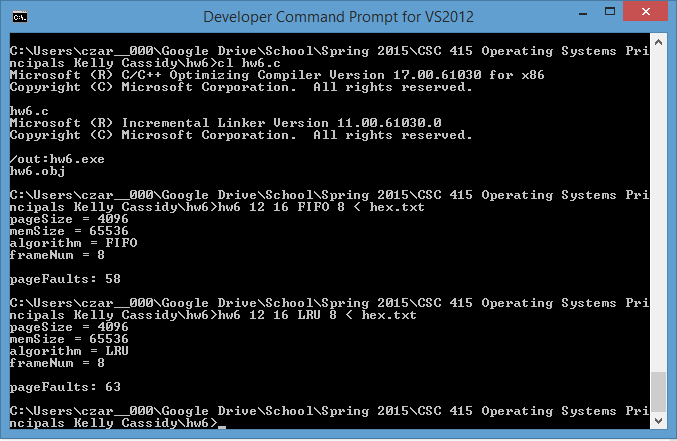 Developer Command Prompt for VS2012
C:\Users\czar__000\Google Drive\School\Spring 2015\CSC 415 Operating Systems Pri
ncipals Kelly Cassidy\hw6>cl hw6.c
Microsoft (R) C/C++ Optimizing Compiler Version 17.00.61030 for x86
Copyright (C) Microsoft Corporation.  All rights reserved.

hw6.c
Microsoft (R) Incremental Linker Version 11.00.61030.0
Copyright (C) Microsoft Corporation.  All rights reserved.

/out:hw6.exe
hw6.obj

C:\Users\czar__000\Google Drive\School\Spring 2015\CSC 415 Operating Systems Pri
ncipals Kelly Cassidy\hw6>hw6 12 16 FIFO 8 < hex.txt
pageSize = 4096
memSize = 65536
algorithm = FIFO
frameNum = 8

pageFaults: 58

C:\Users\czar__000\Google Drive\School\Spring 2015\CSC 415 Operating Systems Pri
ncipals Kelly Cassidy\hw6>hw6 12 16 LRU 8 < hex.txt
pageSize = 4096
memSize = 65536
algorithm = LRU
frameNum = 8

pageFaults: 63

C:\Users\czar__000\Google Drive\School\Spring 2015\CSC 415 Operating Systems Pri
ncipals Kelly Cassidy\hw6>_